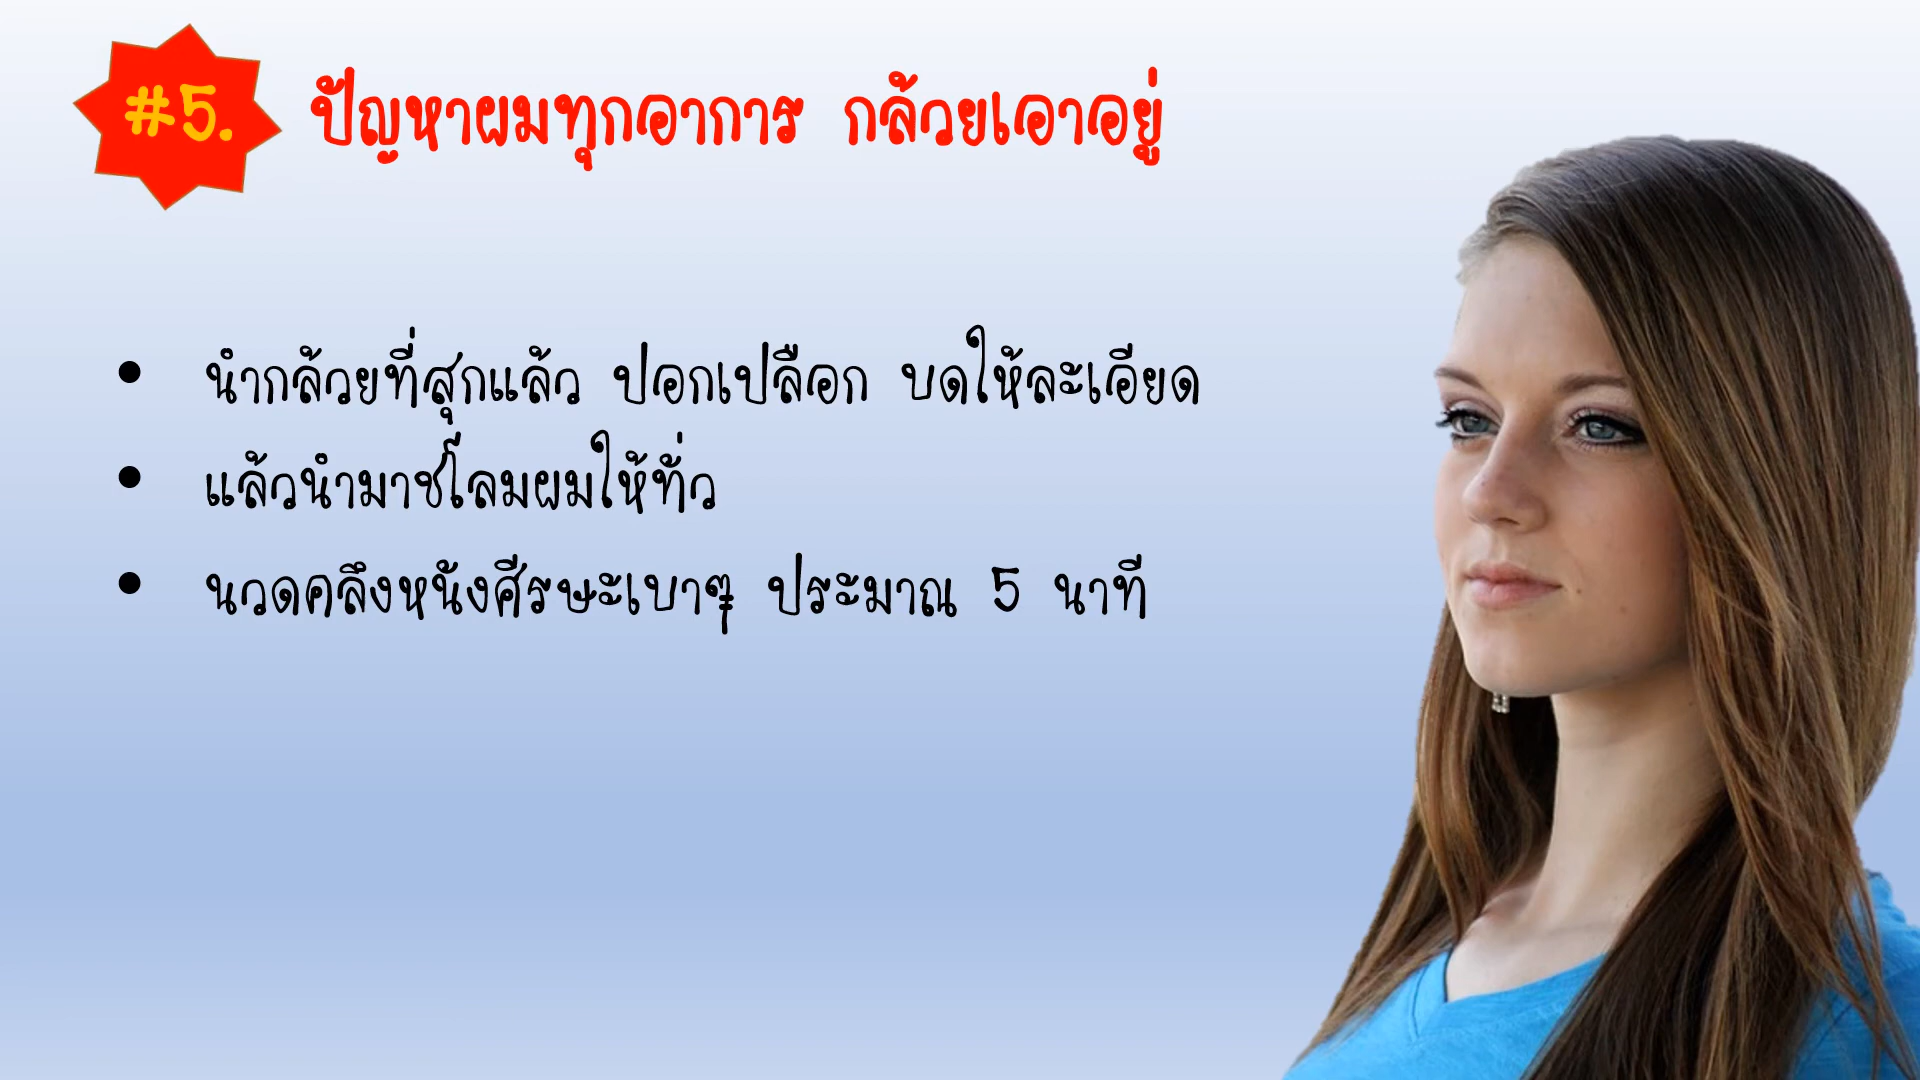 #5. ปัญหาผมทุกอาการ กล้วยเอาอยู่
• นำกล้วยที่สุกแล้ว ปอกเปลือก บดให้ละเอียด
• แล้วนำมาชโลมผมให้ทั่ว
• นวดคลึงหนังศีรษะเบาๆ ประมาณ 5 นาที